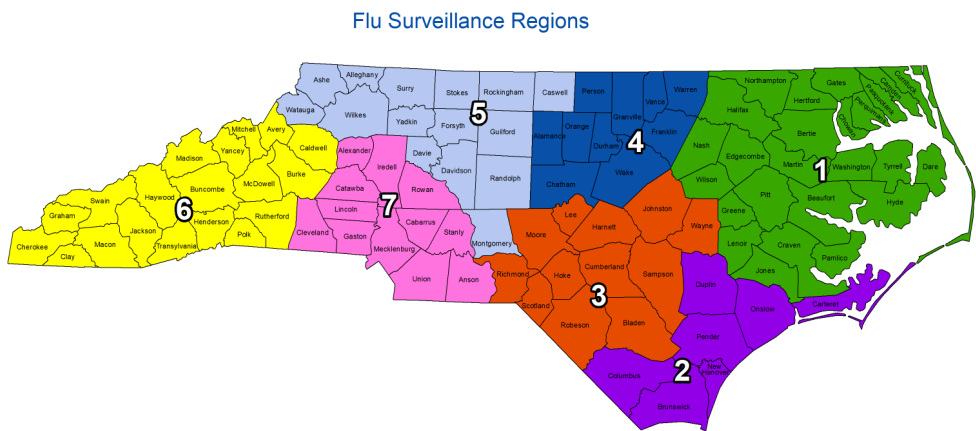 Flu Surveillance Regions
Ashe
Alleghany
Surry
Stokes
Rockingham
Caswell
Watauga
Wilkes
Yadkin
Forsyth
5
Guilford
Davie
Davidson
Randolph
Montgomery
Person
Granville
Vance
Warren
Alamance
Orange
Durham
4
Franklin
Chatham
Wake
Northampton
Gates
Currituck
Camden
Pasquotank
Perquimans
Chowan
Hertford
Halifax
Bertie
Nash
Edgecombe
Martin
1
Washington
Tyrrell
Dare
Wilson
Pitt
Beaufort
Hyde
Greene
Lenoir
Craven
Pamlico
Jones
Mitchell
Avery
Caldwell
Yancey
Madison
Burke
McDowell
Buncombe
Haywood
Swain
6
Rutherford
Graham
Henderson
Jackson
Polk
Transylvania
Macon
Cherokee
Clay
Alexander
Iredell
Catawba
Rowan
Lincoln
7
Cabarrus
Stanly
Cleveland
Gaston
Mecklenburg
Union
Anson
Lee
Johnston
Moore
Harnett
Wayne
Richmond
Hoke
Cumberland
Sampson
3
Scotland
Robeson
Bladen
Duplin
Onslow
Carteret
Pender
New
Hanover
2
Columbus
Brunswick